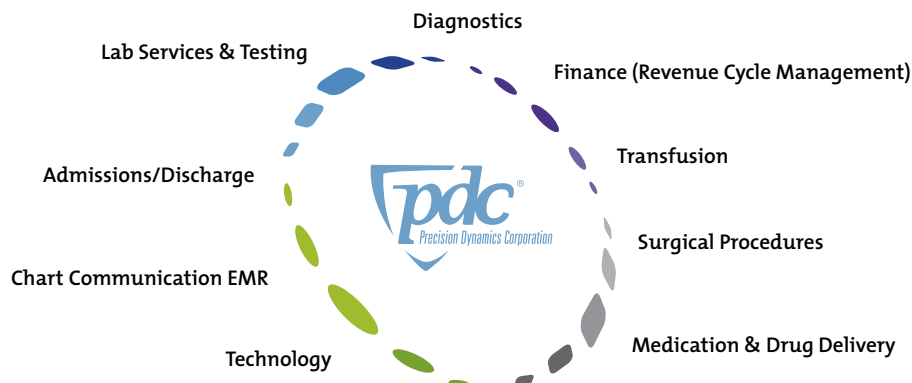 Diagnostics
Lab Services & Testing
Finance (Revenue Cycle Management)
Transfusion
Admissions/Discharge
pdc®
Precision Dynamics Corporation
Surgical Procedures
Chart Communication EMR
Medication & Drug Delivery
Technology